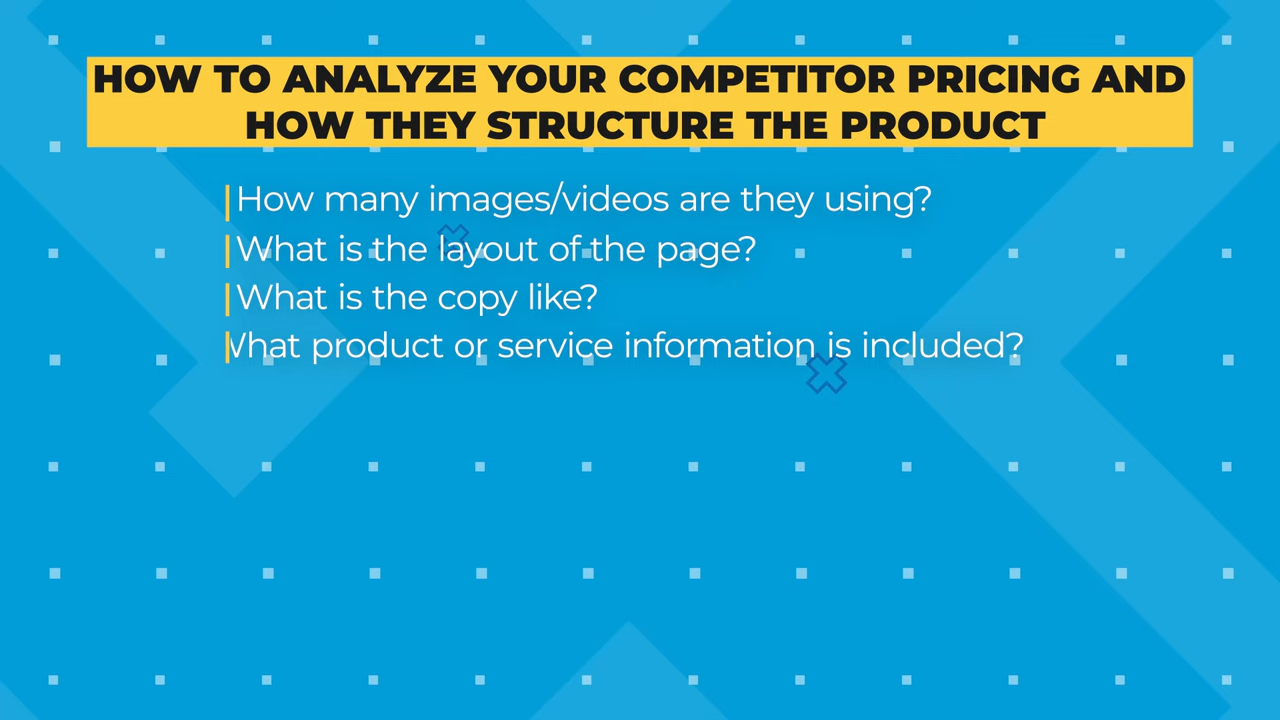 HOW TO ANALYZE YOUR COMPETITOR PRICING AND
HOW THEY STRUCTURE THE PRODUCT
How many images/videos are they using?
What is the layout of the page?
What is the copy like?
What product or service information is included?